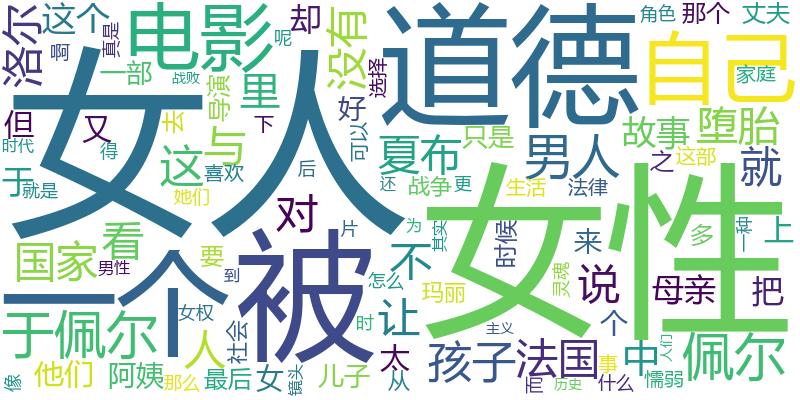 洛尔
这个
啊
真是
电影
呢
却
没有
道德
角色
那个
丈夫
自己
家庭
一部
战败
导演
里
选择
好
但
时代
又
得
去
与
下
可以
女人
夏布
只是
男人
故事
堕胎
之
这部
就
于
就是
这
喜欢
后
还
战争
更
生活
法律
她们
对
片
为
其实
女性
时候
来
多
一种
上
国家
看
男性
一个
要
到
被
不
怎么
玛丽
灵魂
说
母亲
把
于佩尔
女权
人
社会
时
让
主义
个
孩子
法国
中
人们
佩尔
像
他们
阿姨
那么
最后
女
镜头
儿子
太
从
而
历史
事
什么
懦弱